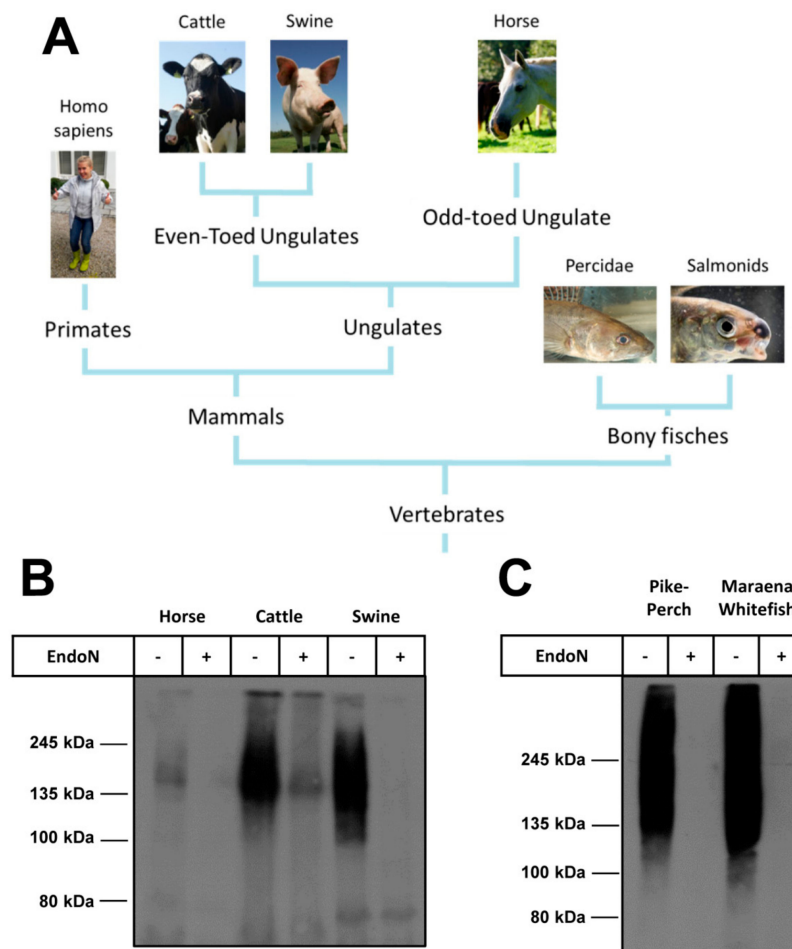 A
Cattle Swine Horse
Homo
sapiens
Even-Toed Ungulates
Odd-toed Ungulate
Percidae Salmonids
Primates Ungulates
Mammals
Bony fisches
Vertebrates
B
Horse Cattle Swine
EndoN - + - + - +
245 kDa
135 kDa
100 kDa
80 kDa
C
Pike-
Perch
Maraena
Whitefish
EndoN - + - +
245 kDa
135 kDa
100 kDa
80 kDa